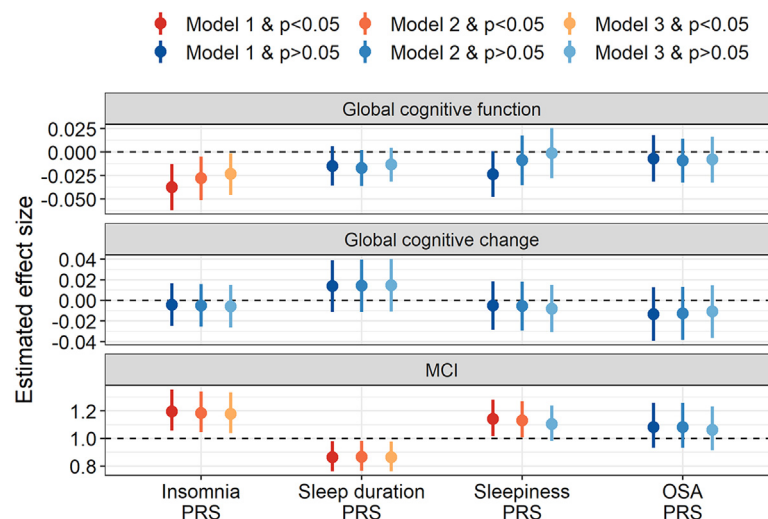 Model 1 & p<0.05 Model 2 & p<0.05 Model 3 & p<0.05
Model 1 & p>0.05 Model 2 & p>0.05 Model 3 & p>0.05
Global cognitive function
0.025
0.000
-0.025
-0.050
Estimated effect size
Global cognitive change
0.04
0.02
0.00
-0.02
-0.04
MCI
1.2
1.0
0.8
Insomnia Sleep duration Sleepiness OSA
PRS PRS PRS PRS